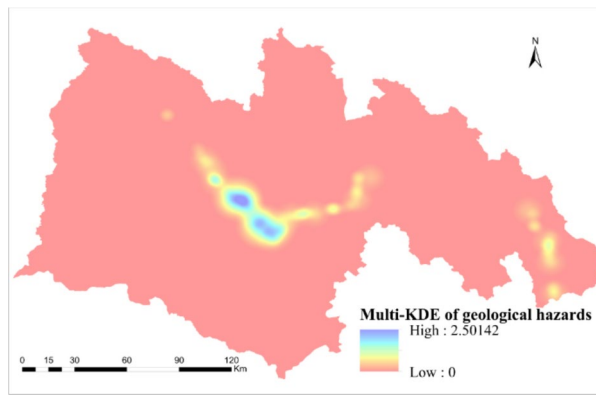 N
Multi-KDE of geological hazards
High : 2.50142
Low : 0
0 15 30 60 90 120
Km